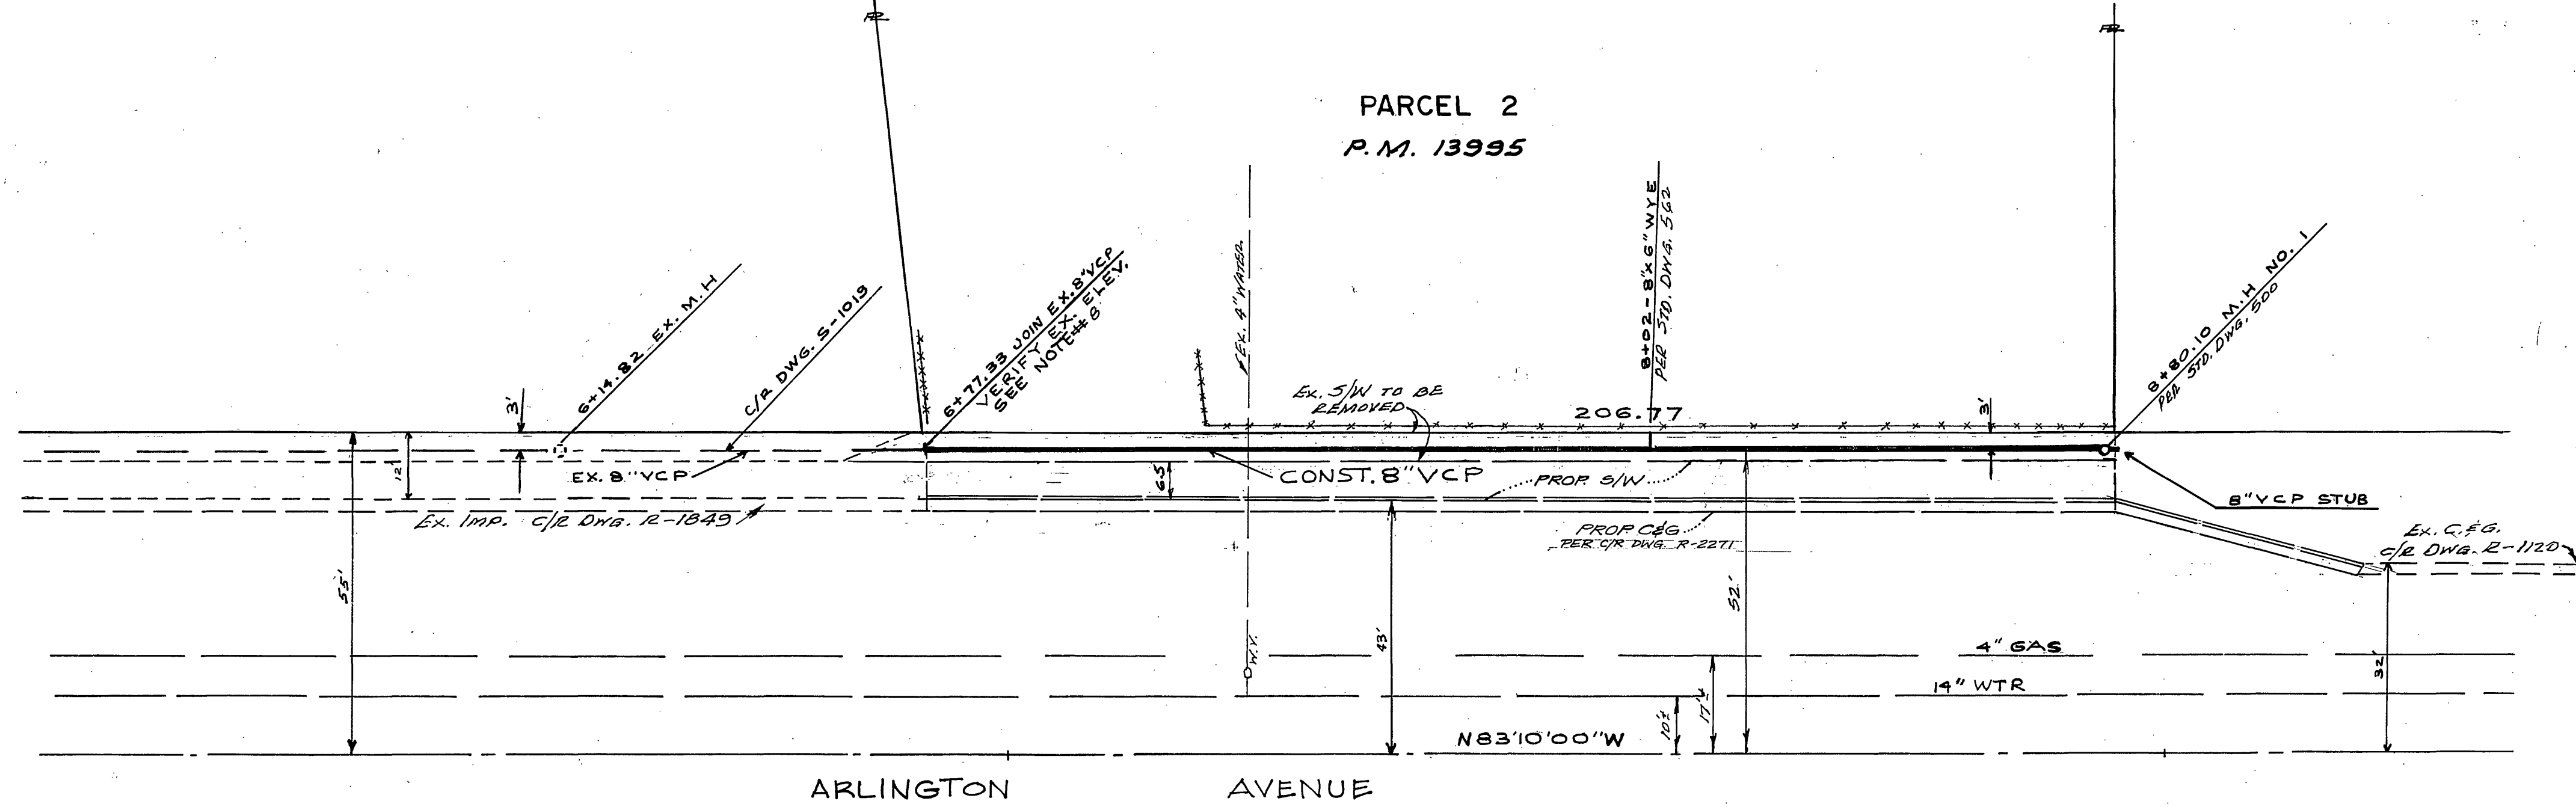 PL
PL
PARCEL 2
P.M. 13995
6+14.82 EX. M.H
C/R DWG. S-1019
6+77.33 JOIN EX. 8" VCP
VERIFY EX. ELEV.
SEE NOTE #8
EX. 4" WATER
8+02 - 8"x6" WYE
PER STD. DWG. 562
8+80.10 M.H NO. 1
PER STD. DWG. 500
EX. S/W TO BE
REMOVED
206.77
3'
3'
12'
EX. 8" VCP
6.5'
CONST. 8" VCP
PROP. S/W
8" VCP STUB
EX. IMP. C/R DWG. R-1849
PROP. C&G
PER C/R DWG. R-2271
EX. C.&G.
C/R DWG. R-1120
55'
43'
52'
32'
W.V.
4" GAS
14" WTR
10'±
17'±
N83°10'00"W
ARLINGTON AVENUE